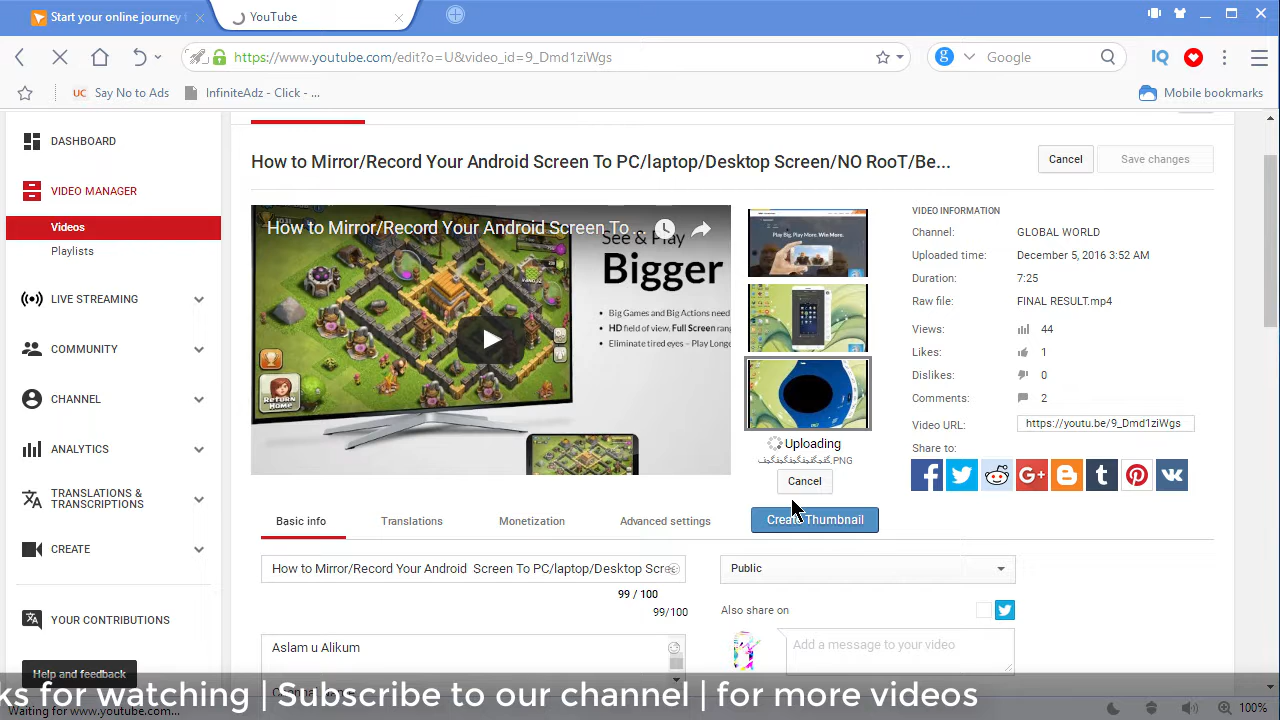 Start your online journey t
YouTube
https://www.youtube.com/edit?o=U&video_id=9_Dmd1ziWgs
Google
IQ
UC Say No to Ads
InfiniteAdz - Click - ...
Mobile bookmarks
DASHBOARD
VIDEO MANAGER
Videos
Playlists
LIVE STREAMING
COMMUNITY
CHANNEL
ANALYTICS
TRANSLATIONS &
TRANSCRIPTIONS
CREATE
YOUR CONTRIBUTIONS
Help and feedback
How to Mirror/Record Your Android Screen To PC/laptop/Desktop Screen/NO RooT/Be...
Cancel
Save changes
How to Mirror/Record Your Android Screen To ...
See & Play
Bigger
Big Games and Big Actions need
HD field of view. Full Screen ran
Eliminate tired eyes – Play Longe
RETURN
HOME
Play Big. Play More. Win More.
Uploading
.PNG
Cancel
Create Thumbnail
VIDEO INFORMATION
Channel: GLOBAL WORLD
Uploaded time: December 5, 2016 3:52 AM
Duration: 7:25
Raw file: FINAL RESULT.mp4
Views: 44
Likes: 1
Dislikes: 0
Comments: 2
Video URL: https://youtu.be/9_Dmd1ziWgs
Share to:
Basic info
Translations
Monetization
Advanced settings
How to Mirror/Record Your Android Screen To PC/laptop/Desktop Scre
99 / 100
99/100
Aslam u Alikum
Public
Also share on
Add a message to your video
ks for watching | Subscribe to our channel | for more videos
Waiting for www.youtube.com...
100%